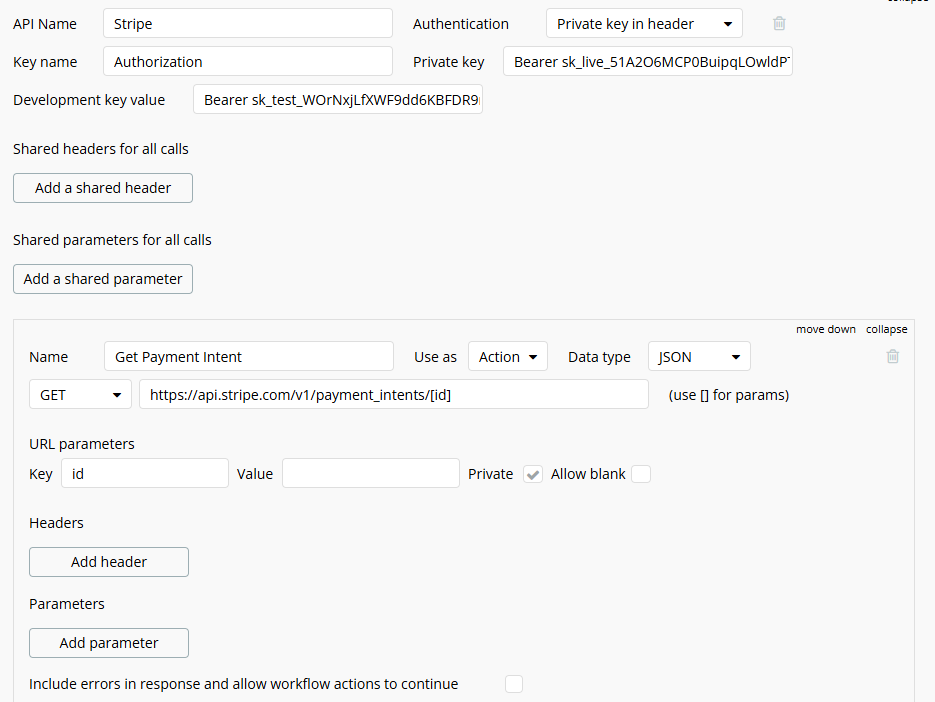 API Name Stripe Authentication Private key in header
Key name Authorization Private key Bearer sk_live_51A2O6MCP0BuipqLOwldP
Development key value Bearer sk_test_WOrNxjLfXWF9dd6KBFDR9
Shared headers for all calls
Add a shared header
Shared parameters for all calls
Add a shared parameter
move down collapse
Name Get Payment Intent Use as Action Data type JSON
GET https://api.stripe.com/v1/payment_intents/[id] (use [] for params)
URL parameters
Key id Value Private Allow blank
Headers
Add header
Parameters
Add parameter
Include errors in response and allow workflow actions to continue